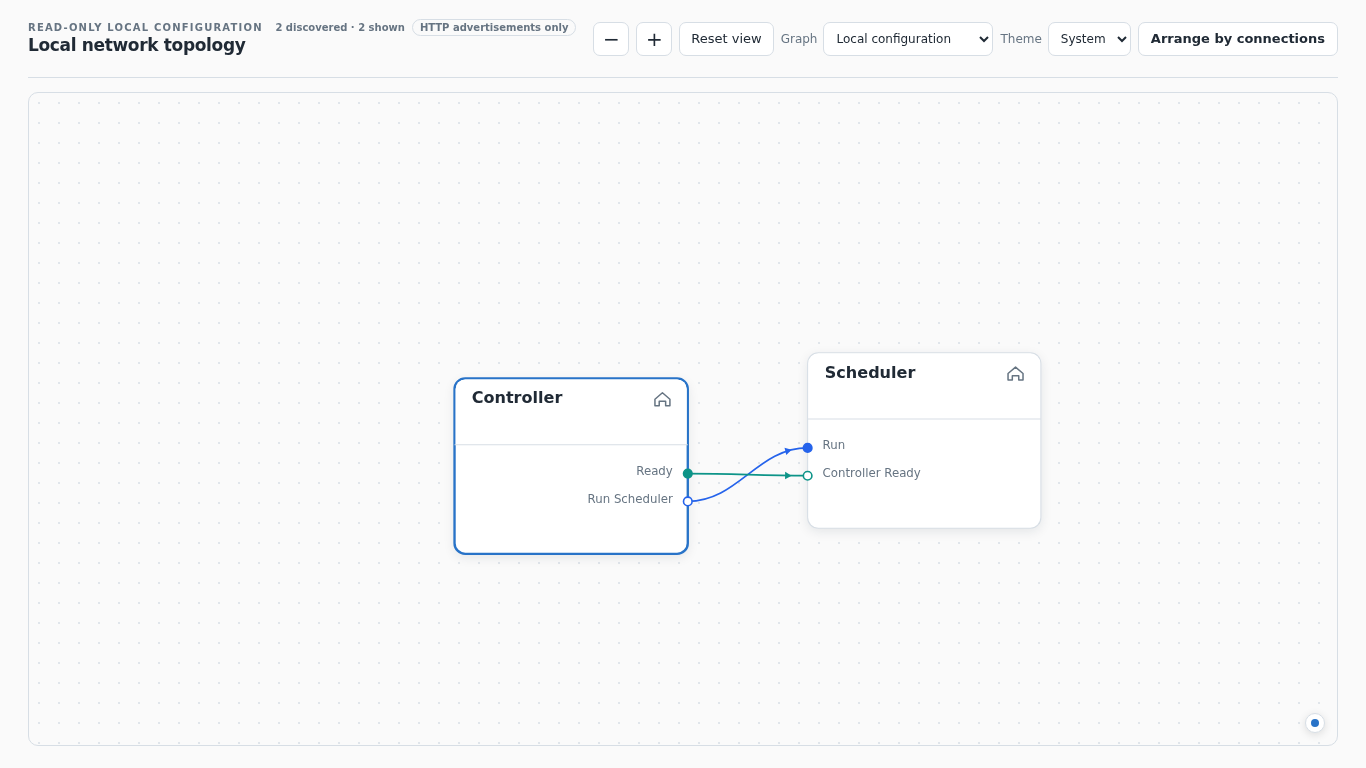 READ-ONLY LOCAL CONFIGURATION 2 discovered · 2 shown HTTP advertisements only
Local network topology
− + Reset view Graph Local configuration Theme System Arrange by connections
Scheduler
Controller
Run
Controller Ready
Ready
Run Scheduler